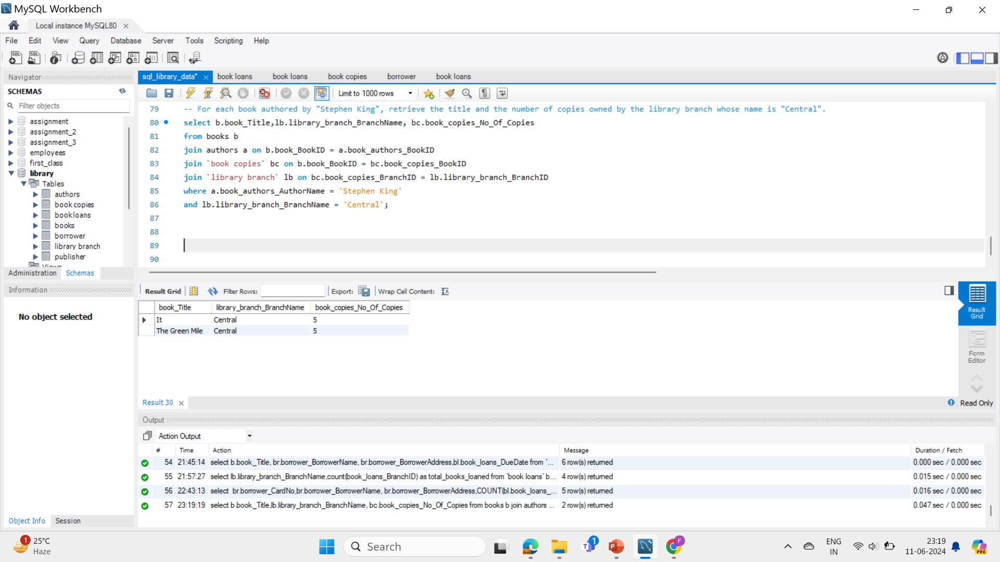 MySQL Workbench
Local instance MySQL80
File Edit View Query Database Server Tools Scripting Help
Navigator
SCHEMAS
Filter objects
assignment
assignment_2
assignment_3
employees
first_class
library
Tables
authors
book copies
book loans
books
borrower
library branch
publisher
Views
Administration Schemas
Information
No object selected
Object Info Session
sql_library_data* book loans book loans book copies borrower book loans
Limit to 1000 rows
79 -- For each book authored by "Stephen King", retrieve the title and the number of copies owned by the library branch whose name is "Central".
80 select b.book_Title,lb.library_branch_BranchName, bc.book_copies_No_Of_Copies
81 from books b
82 join authors a on b.book_BookID = a.book_authors_BookID
83 join `book copies` bc on b.book_BookID = bc.book_copies_BookID
84 join `library branch` lb on bc.book_copies_BranchID = lb.library_branch_BranchID
85 where a.book_authors_AuthorName = 'Stephen King'
86 and lb.library_branch_BranchName = 'Central';
87
88
89
90
Result Grid Filter Rows: Export: Wrap Cell Content:
book_Title library_branch_BranchName book_copies_No_Of_Copies
It Central 5
The Green Mile Central 5
Result Grid
Form Editor
Result 30
Read Only
Output
Action Output
# Time Action Message Duration / Fetch
54 21:45:14 select b.book_Title, br.borrower_BorrowerName, br.borrower_BorrowerAddress,bl.book_loans_DueDate from `... 6 row(s) returned 0.000 sec / 0.000 sec
55 21:57:27 select lb.library_branch_BranchName,count(book_loans_BranchID) as total_books_loaned from `book loans` b... 4 row(s) returned 0.015 sec / 0.000 sec
56 22:43:13 select br.borrower_CardNo,br.borrower_BorrowerName, br.borrower_BorrowerAddress,COUNT(bl.book_loans_... 5 row(s) returned 0.016 sec / 0.000 sec
57 23:19:19 select b.book_Title,lb.library_branch_BranchName, bc.book_copies_No_Of_Copies from books b join authors ... 2 row(s) returned 0.047 sec / 0.000 sec
1
25°C
Haze
Search
1
F
ENG
IN
23:19
11-06-2024
PRE